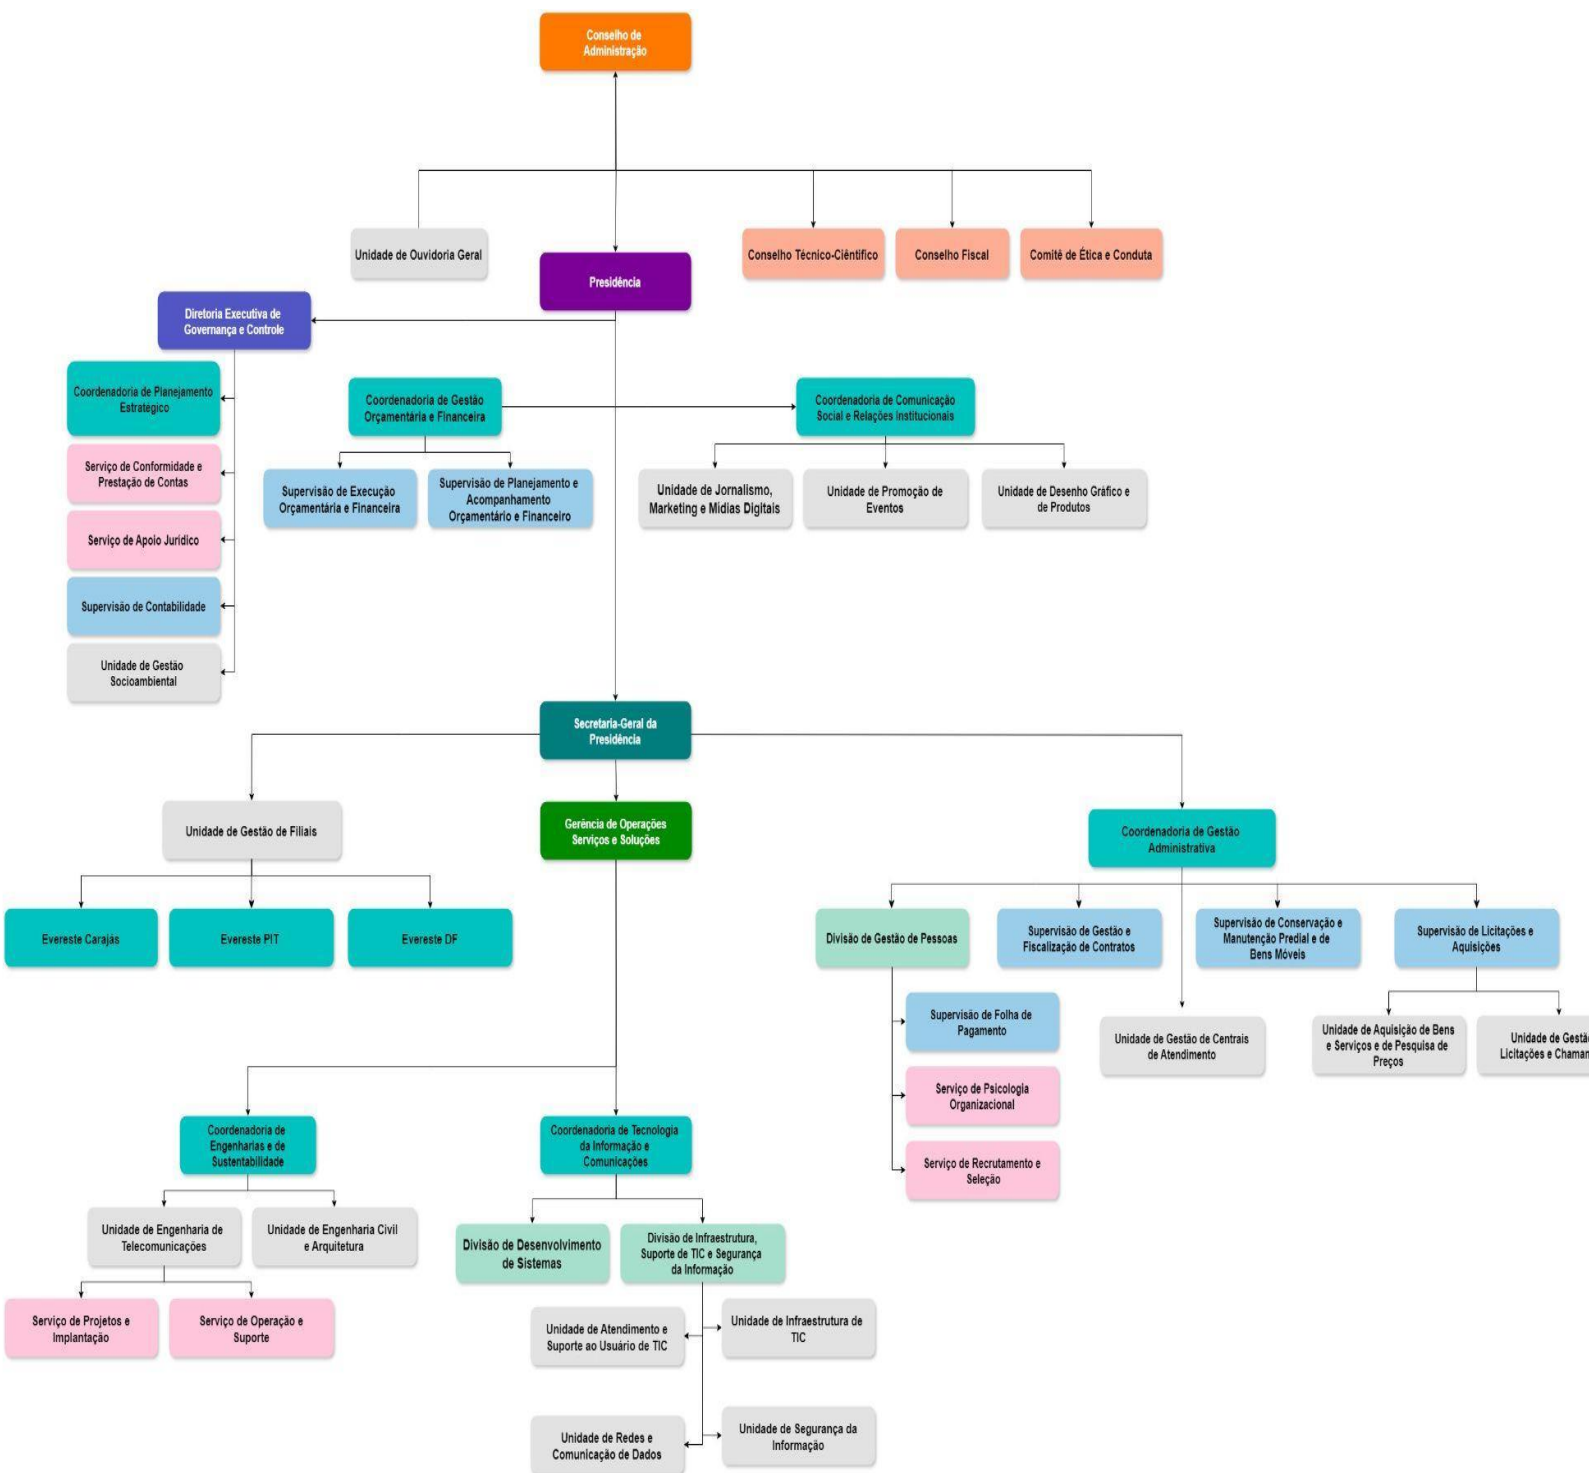 Conselho de
Administração
Unidade de Ouvidoria Geral
Conselho Técnico-Ciêntifico
Conselho Fiscal
Comitê de Ética e Conduta
Presidência
Diretoria Executiva de
Governança e Controle
Coordenadoria de Planejamento
Estratégico
Coordenadoria de Gestão
Orçamentária e Financeira
Coordenadoria de Comunicação
Social e Relações Institucionais
Serviço de Conformidade e
Prestação de Contas
Supervisão de Execução
Orçamentária e Financeira
Supervisão de Planejamento e
Acompanhamento
Orçamentário e Financeiro
Unidade de Jornalismo,
Marketing e Midias Digitais
Unidade de Promoção de
Eventos
Unidade de Desenho Gráfico e
de Produtos
Serviço de Apoio Jurídico
Supervisão de Contabilidade
Unidade de Gestão
Socioambiental
Secretaria-Geral da
Presidência
Unidade de Gestão de Filiais
Gerência de Operações
Serviços e Soluções
Coordenadoria de Gestão
Administrativa
Evereste Carajás
Evereste PIT
Evereste DF
Divisão de Gestão de Pessoas
Supervisão de Gestão e
Fiscalização de Contratos
Supervisão de Conservação e
Manutenção Predial e de
Bens Móveis
Supervisão de Licitações e
Aquisições
Supervisão de Folha de
Pagamento
Unidade de Gestão de Centrais
de Atendimento
Unidade de Aquisição de Bens
e Serviços e de Pesquisa de
Preços
Unidade de Gestã
Licitações e Chaman
Serviço de Psicologia
Organizacional
Serviço de Recrutamento e
Seleção
Coordenadoria de
Engenharias e de
Sustentabilidade
Coordenadoria de Tecnologia
da Informação e
Comunicações
Unidade de Engenharia de
Telecomunicações
Unidade de Engenharia Civil
e Arquitetura
Divisão de Desenvolvimento
de Sistemas
Divisão de Infraestrutura,
Suporte de TIC e Segurança
da Informação
Serviço de Projetos e
Implantação
Serviço de Operação e
Suporte
Unidade de Atendimento e
Suporte ao Usuário de TIC
Unidade de Infraestrutura de
TIC
Unidade de Redes e
Comunicação de Dados
Unidade de Segurança da
Informação